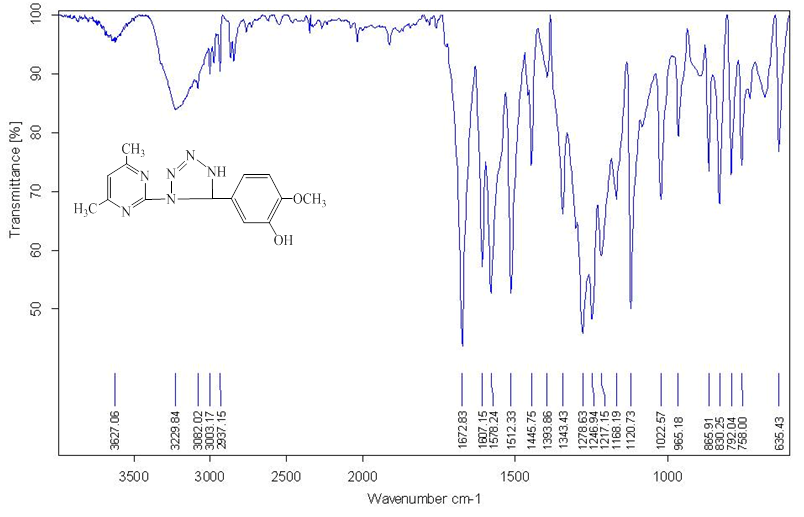 100
90
80
70
60
50
Transmittance [%]
CH₃
N
N
H₃C
N
N
N
N
NH
OCH₃
OH
3627.06
3229.84
3082.02
3003.17
2937.15
1672.83
1607.15
1578.24
1512.33
1445.75
1393.86
1343.43
1278.63
1246.94
1217.15
1168.19
1120.73
1022.57
965.18
865.91
830.25
792.04
758.00
635.43
3500
3000
2500
2000
1500
1000
Wavenumber cm-1